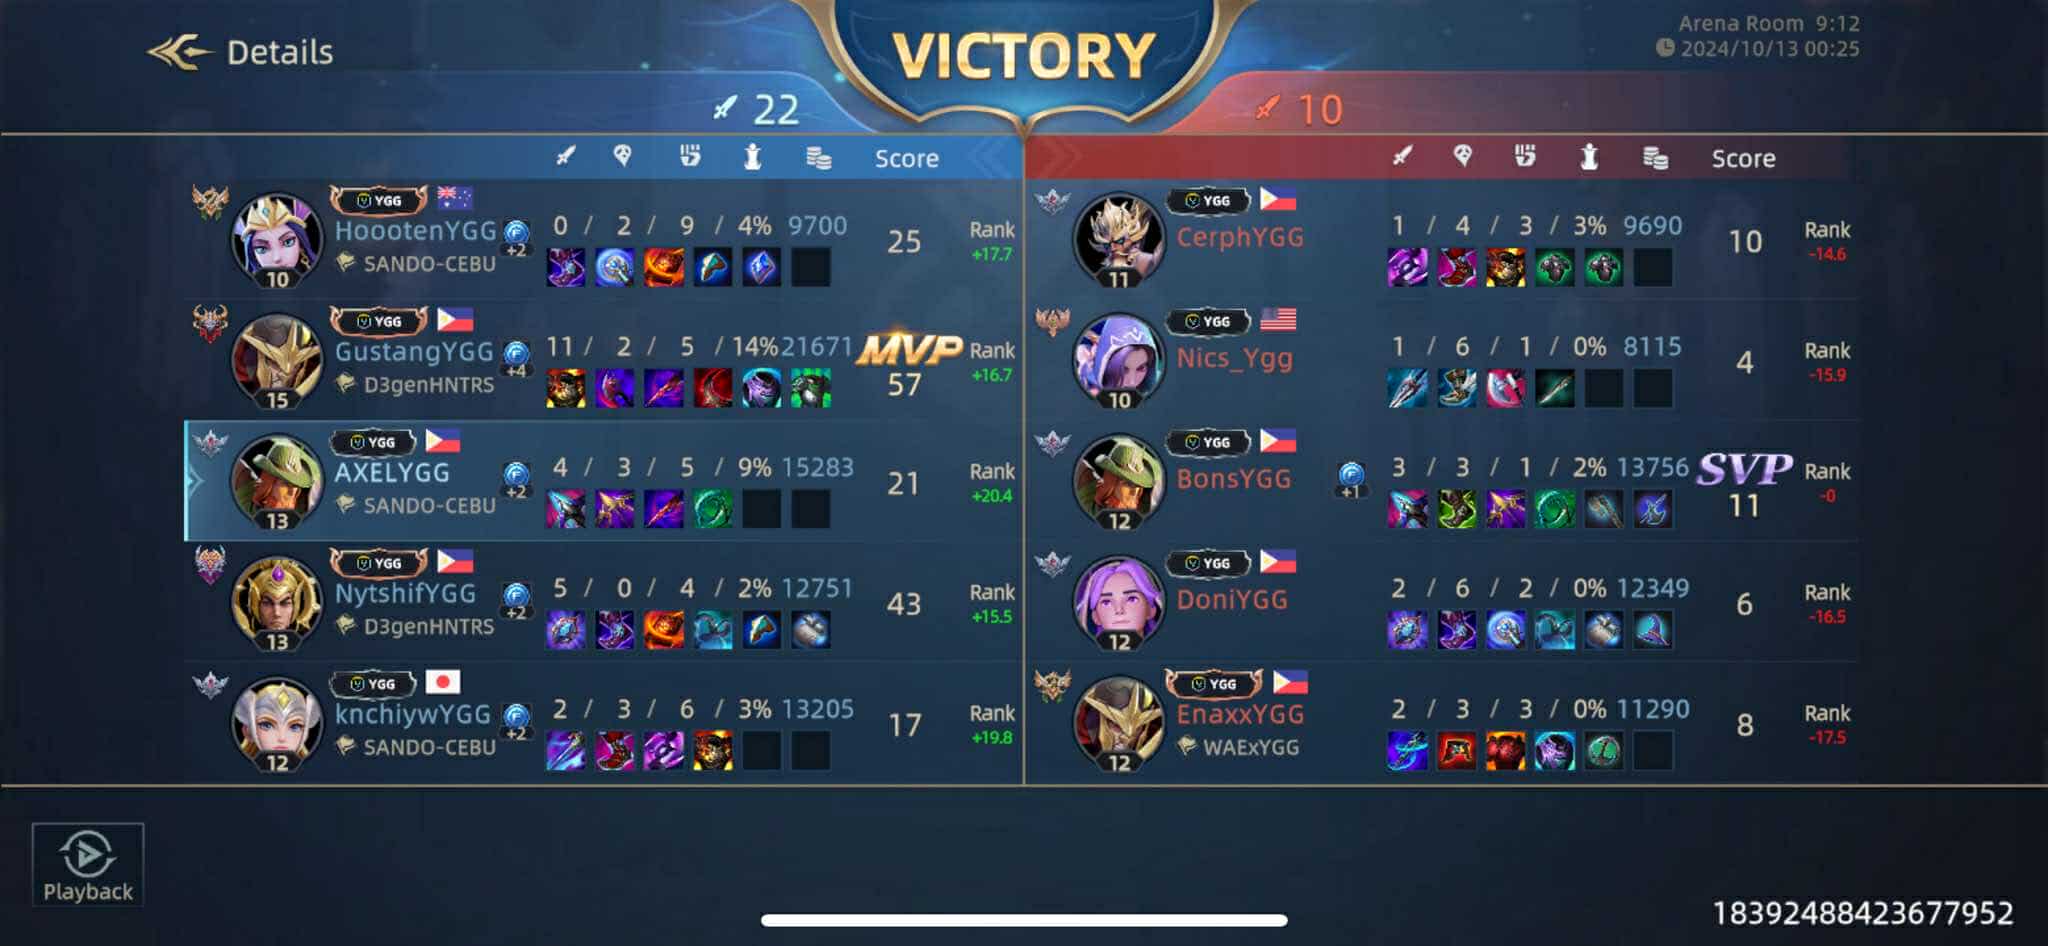 Details
VICTORY
Arena Room 9:12
2024/10/13 00:25
22
10
Score
Score
YGG
HoootenYGG
+2
SANDO-CEBU
10
0 / 2 / 9 / 4% 9700
25
Rank
+17.7
YGG
CerphYGG
11
1 / 4 / 3 / 3% 9690
10
Rank
-14.6
YGG
GustangYGG
+4
D3genHNTRS
15
11 / 2 / 5 / 14% 21671
MVP
57
Rank
+16.7
YGG
Nics_Ygg
10
1 / 6 / 1 / 0% 8115
4
Rank
-15.9
YGG
AXELYGG
+2
SANDO-CEBU
13
4 / 3 / 5 / 9% 15283
21
Rank
+20.4
YGG
BonsYGG
+1
12
3 / 3 / 1 / 2% 13756
SVP
11
Rank
-0
YGG
NytshifYGG
+2
D3genHNTRS
13
5 / 0 / 4 / 2% 12751
43
Rank
+15.5
YGG
DoniYGG
12
2 / 6 / 2 / 0% 12349
6
Rank
-16.5
YGG
knchiywYGG
+2
SANDO-CEBU
12
2 / 3 / 6 / 3% 13205
17
Rank
+19.8
YGG
EnaxxYGG
WAExYGG
12
2 / 3 / 3 / 0% 11290
8
Rank
-17.5
Playback
18392488423677952